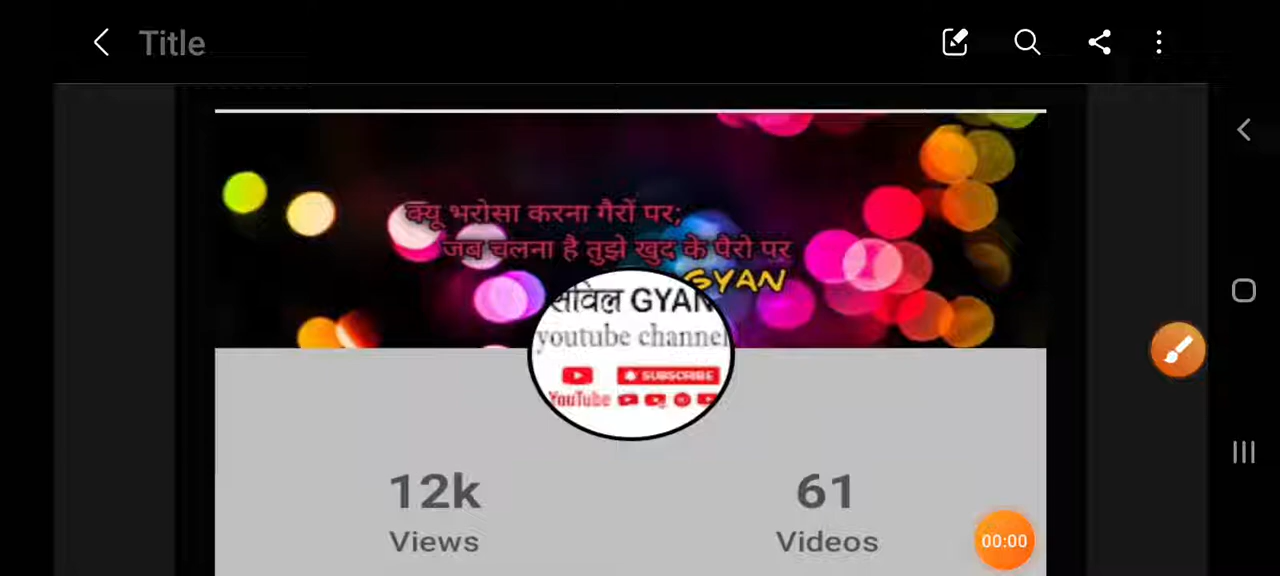 Title
क्यू भरोसा करना गैरों पर;
जब चलना है तुझे खुद के पैरो पर
GYAN
सिविल GYAN
youtube channel
SUBSCRIBE
YouTube
12k
61
Views
Videos
00:00